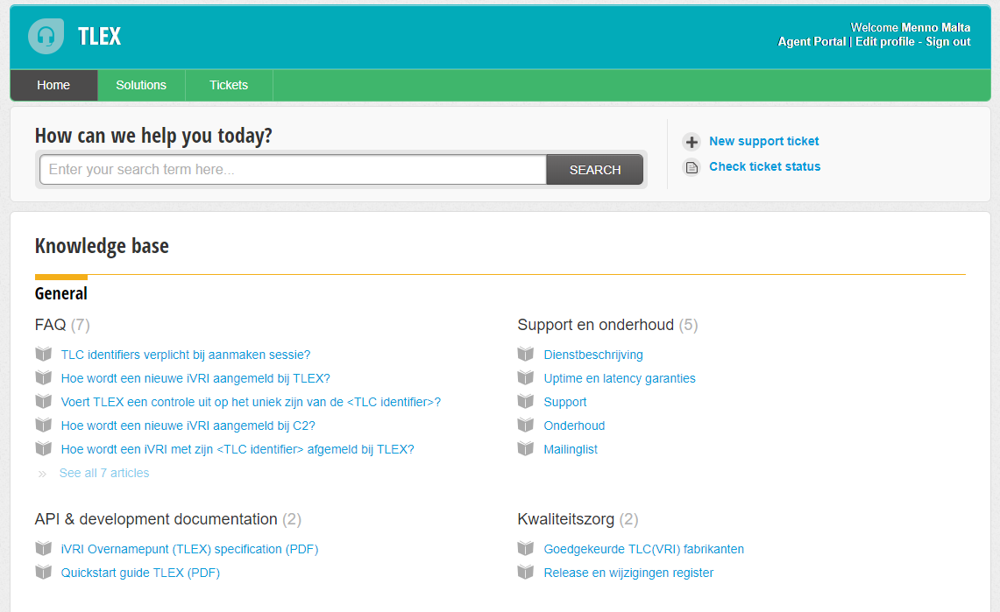 TLEX
Welcome Menno Malta
Agent Portal | Edit profile - Sign out
Home
Solutions
Tickets
How can we help you today?
Enter your search term here...
SEARCH
New support ticket
Check ticket status
Knowledge base
General
FAQ (7)
TLC identifiers verplicht bij aanmaken sessie?
Hoe wordt een nieuwe iVRI aangemeld bij TLEX?
Voert TLEX een controle uit op het uniek zijn van de <TLC identifier>?
Hoe wordt een nieuwe iVRI aangemeld bij C2?
Hoe wordt een iVRI met zijn <TLC identifier> afgemeld bij TLEX?
» See all 7 articles
Support en onderhoud (5)
Dienstbeschrijving
Uptime en latency garanties
Support
Onderhoud
Mailinglist
API & development documentation (2)
iVRI Overnamepunt (TLEX) specification (PDF)
Quickstart guide TLEX (PDF)
Kwaliteitszorg (2)
Goedgekeurde TLC(VRI) fabrikanten
Release en wijzigingen register